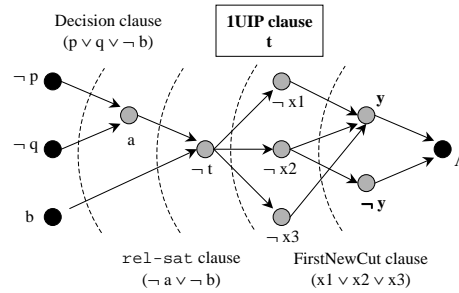 Decision clause
(p ∨ q ∨ ¬ b)
1UIP clause
t
¬ p
¬ q
b
a
¬ t
¬ x1
¬ x2
¬ x3
y
¬ y
Λ
rel-sat clause
(¬ a ∨ ¬ b)
FirstNewCut clause
(x1 ∨ x2 ∨ x3)